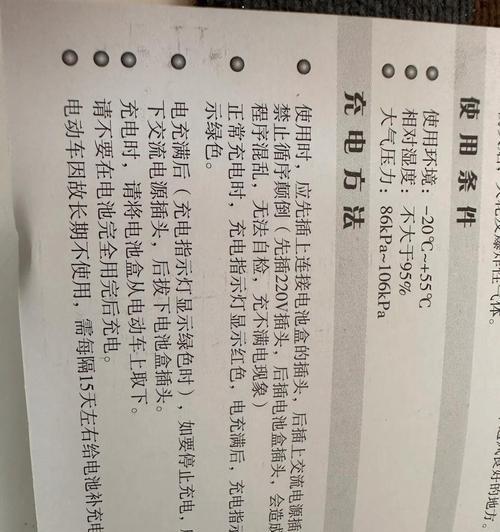 气体。
风良好的地方。
使用条件
使用环境：-20℃~+55℃
相对湿度：不大于95%
大气压力：86kPa~106kPa
充电方法
使用时，应先插上连接电池盒的插头，后插上交流电源插
禁止循序颠倒（先插220V插头，后插电池盒插头，会造成
程序混乱，无法自检，充不满电现象）
正常充电时，充电指示灯显示红色，电充满后，充电指示
示绿色。
电充满后（充电指示灯显示绿色时），如要停止充电，
下交流电源插头，后拔下电池盒插头。
充电时，请将电池盒从电动车上取下。
请不要在电池完全用完后充电。
电动车因故长期不使用，需每隔15天左右给电池补充电